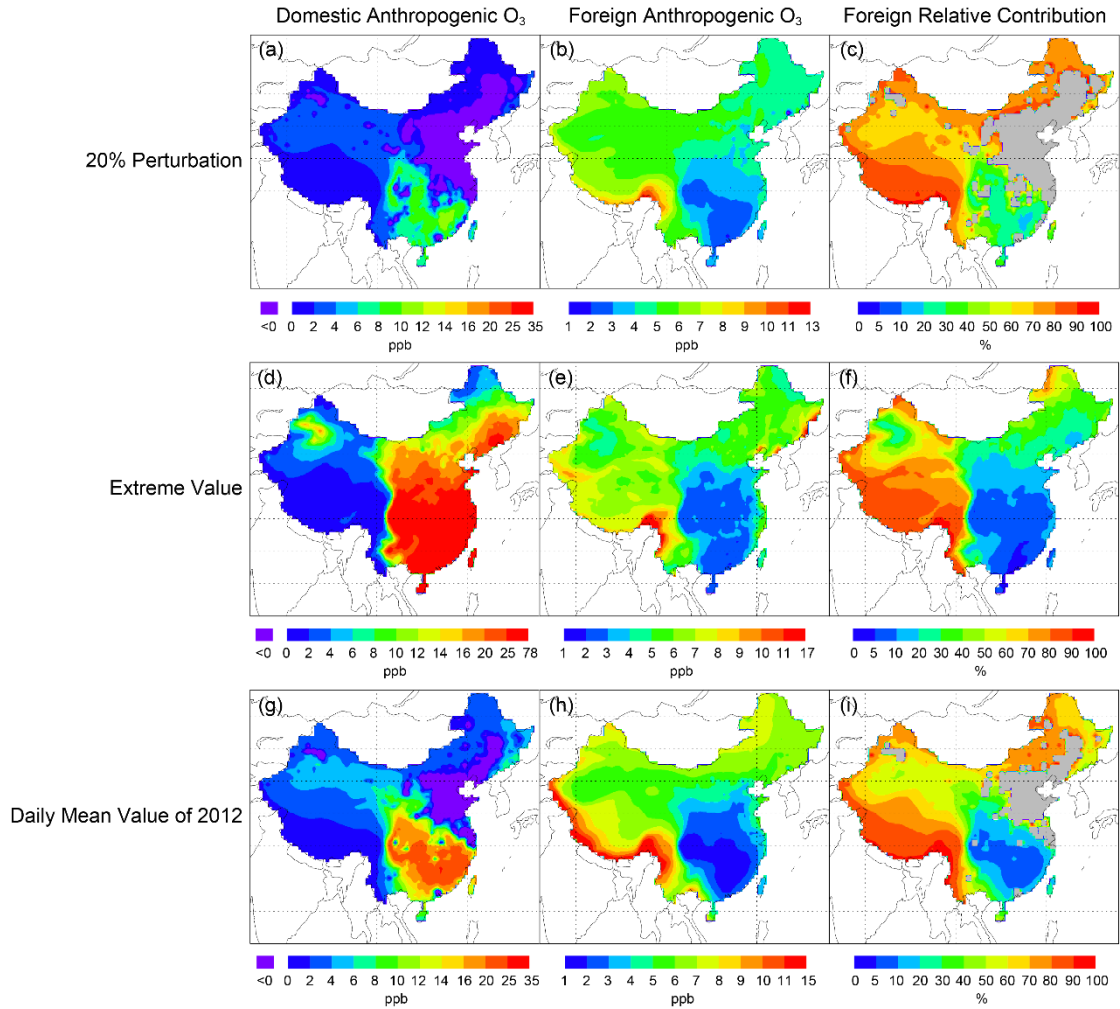 Domestic Anthropogenic O₃ Foreign Anthropogenic O₃ Foreign Relative Contribution
(a) (b) (c)
20% Perturbation
<0 0 2 4 6 8 10 12 14 16 20 25 35 1 2 3 4 5 6 7 8 9 10 11 13 0 5 10 20 30 40 50 60 70 80 90 100
ppb ppb %
(d) (e) (f)
Extreme Value
<0 0 2 4 6 8 10 12 14 16 20 25 78 1 2 3 4 5 6 7 8 9 10 11 17 0 5 10 20 30 40 50 60 70 80 90 100
ppb ppb %
(g) (h) (i)
Daily Mean Value of 2012
<0 0 2 4 6 8 10 12 14 16 20 25 35 1 2 3 4 5 6 7 8 9 10 11 15 0 5 10 20 30 40 50 60 70 80 90 100
ppb ppb %